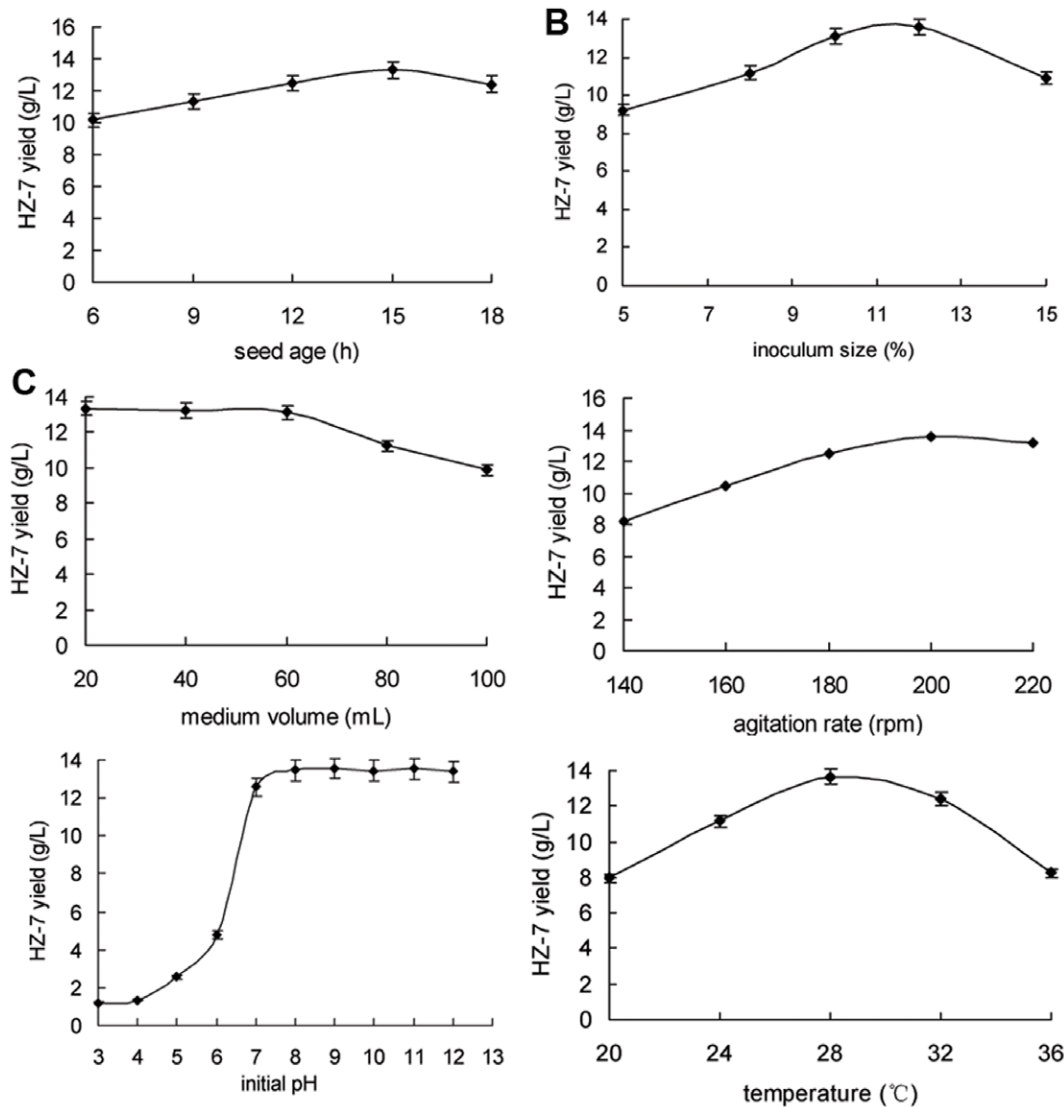 HZ-7 yield (g/L)
16
14
12
10
8
6
4
2
0
6 9 12 15 18
seed age (h)
B
HZ-7 yield (g/L)
14
12
10
8
6
4
2
0
5 7 9 11 13 15
inoculum size (%)
C
HZ-7 yield (g/L)
14
12
10
8
6
4
2
0
20 40 60 80 100
medium volume (mL)
HZ-7 yield (g/L)
16
14
12
10
8
6
4
2
0
140 160 180 200 220
agitation rate (rpm)
HZ-7 yield (g/L)
14
12
10
8
6
4
2
0
3 4 5 6 7 8 9 10 11 12 13
initial pH
HZ-7 yield (g/L)
14
12
10
8
6
4
2
0
20 24 28 32 36
temperature (℃)